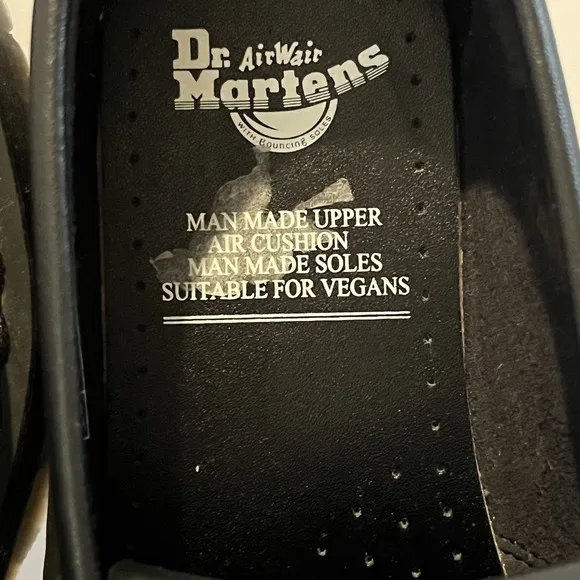 Dr. AirWair
Martens
WITH Bouncing SOLES
MAN MADE UPPER
AIR CUSHION
MAN MADE SOLES
SUITABLE FOR VEGANS